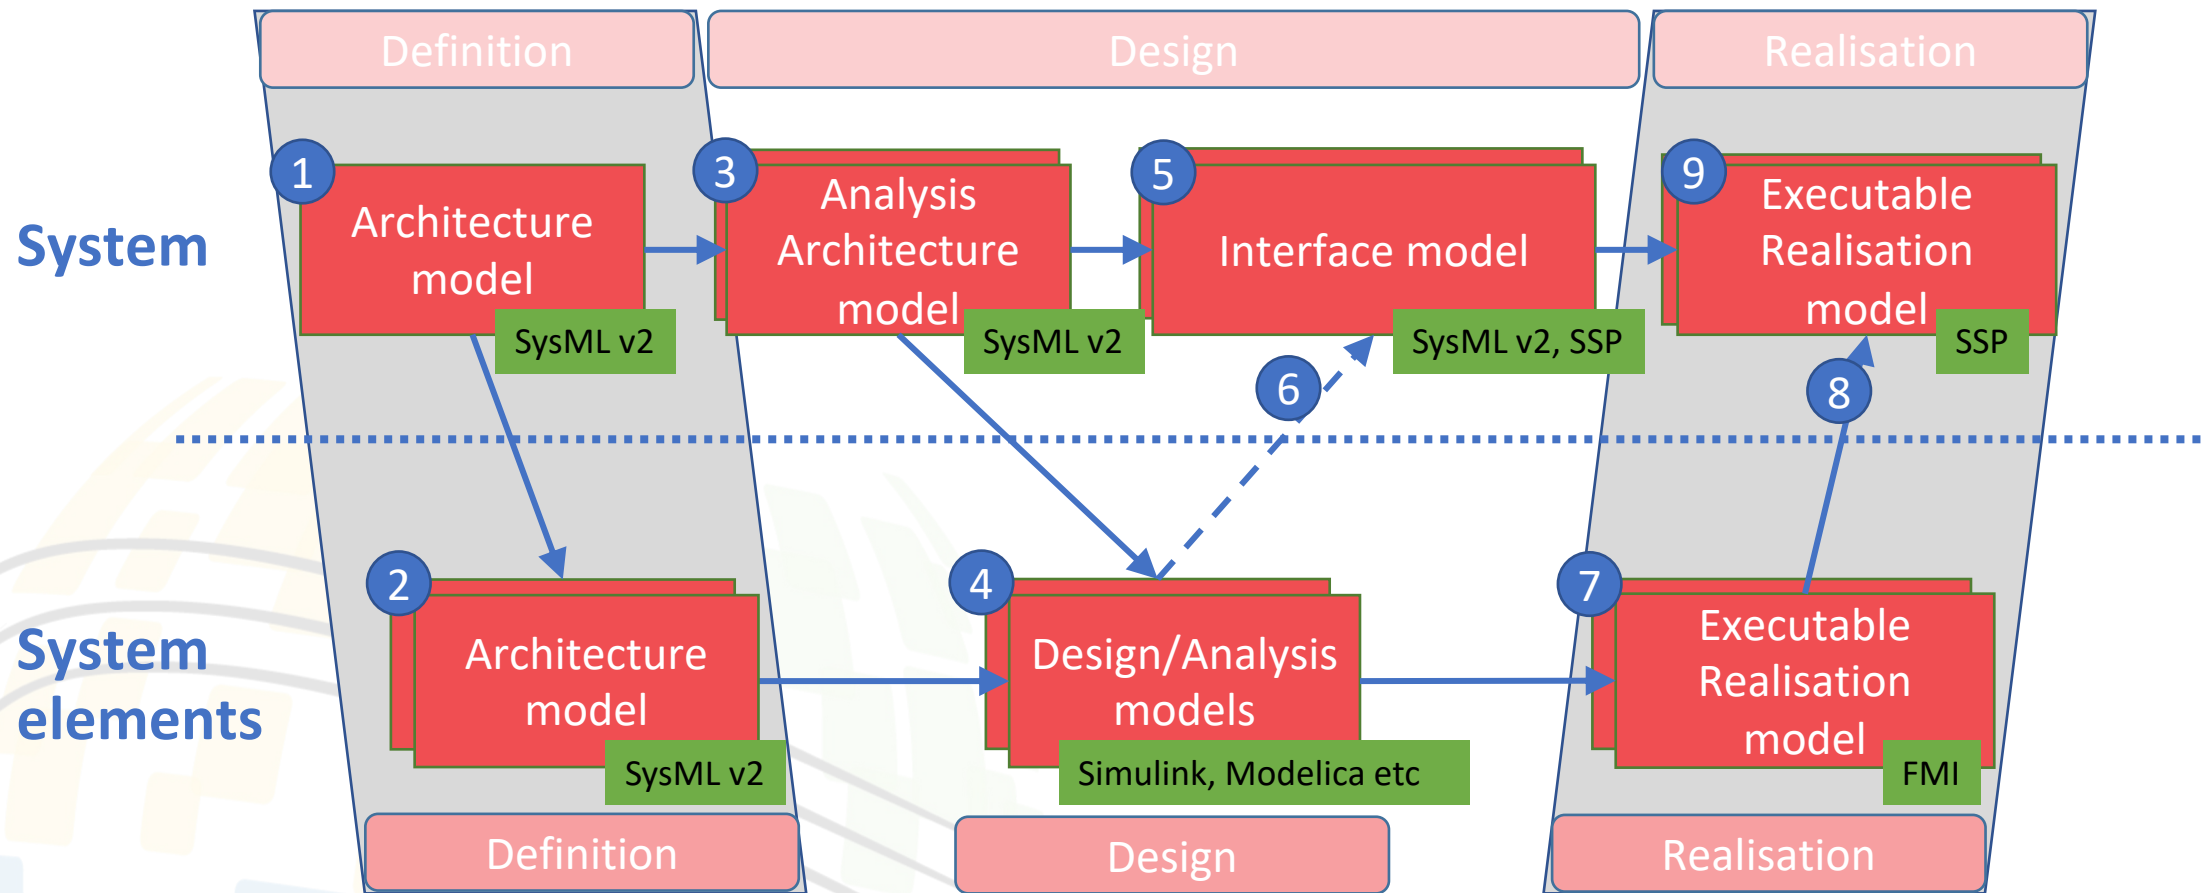 Definition
Design
Realisation
System
1
Architecture
model
SysML v2
3
Analysis
Architecture
model
SysML v2
5
Interface model
SysML v2, SSP
9
Executable
Realisation
model
SSP
6
8
System
elements
2
Architecture
model
SysML v2
4
Design/Analysis
models
Simulink, Modelica etc
7
Executable
Realisation
model
FMI
Definition
Design
Realisation